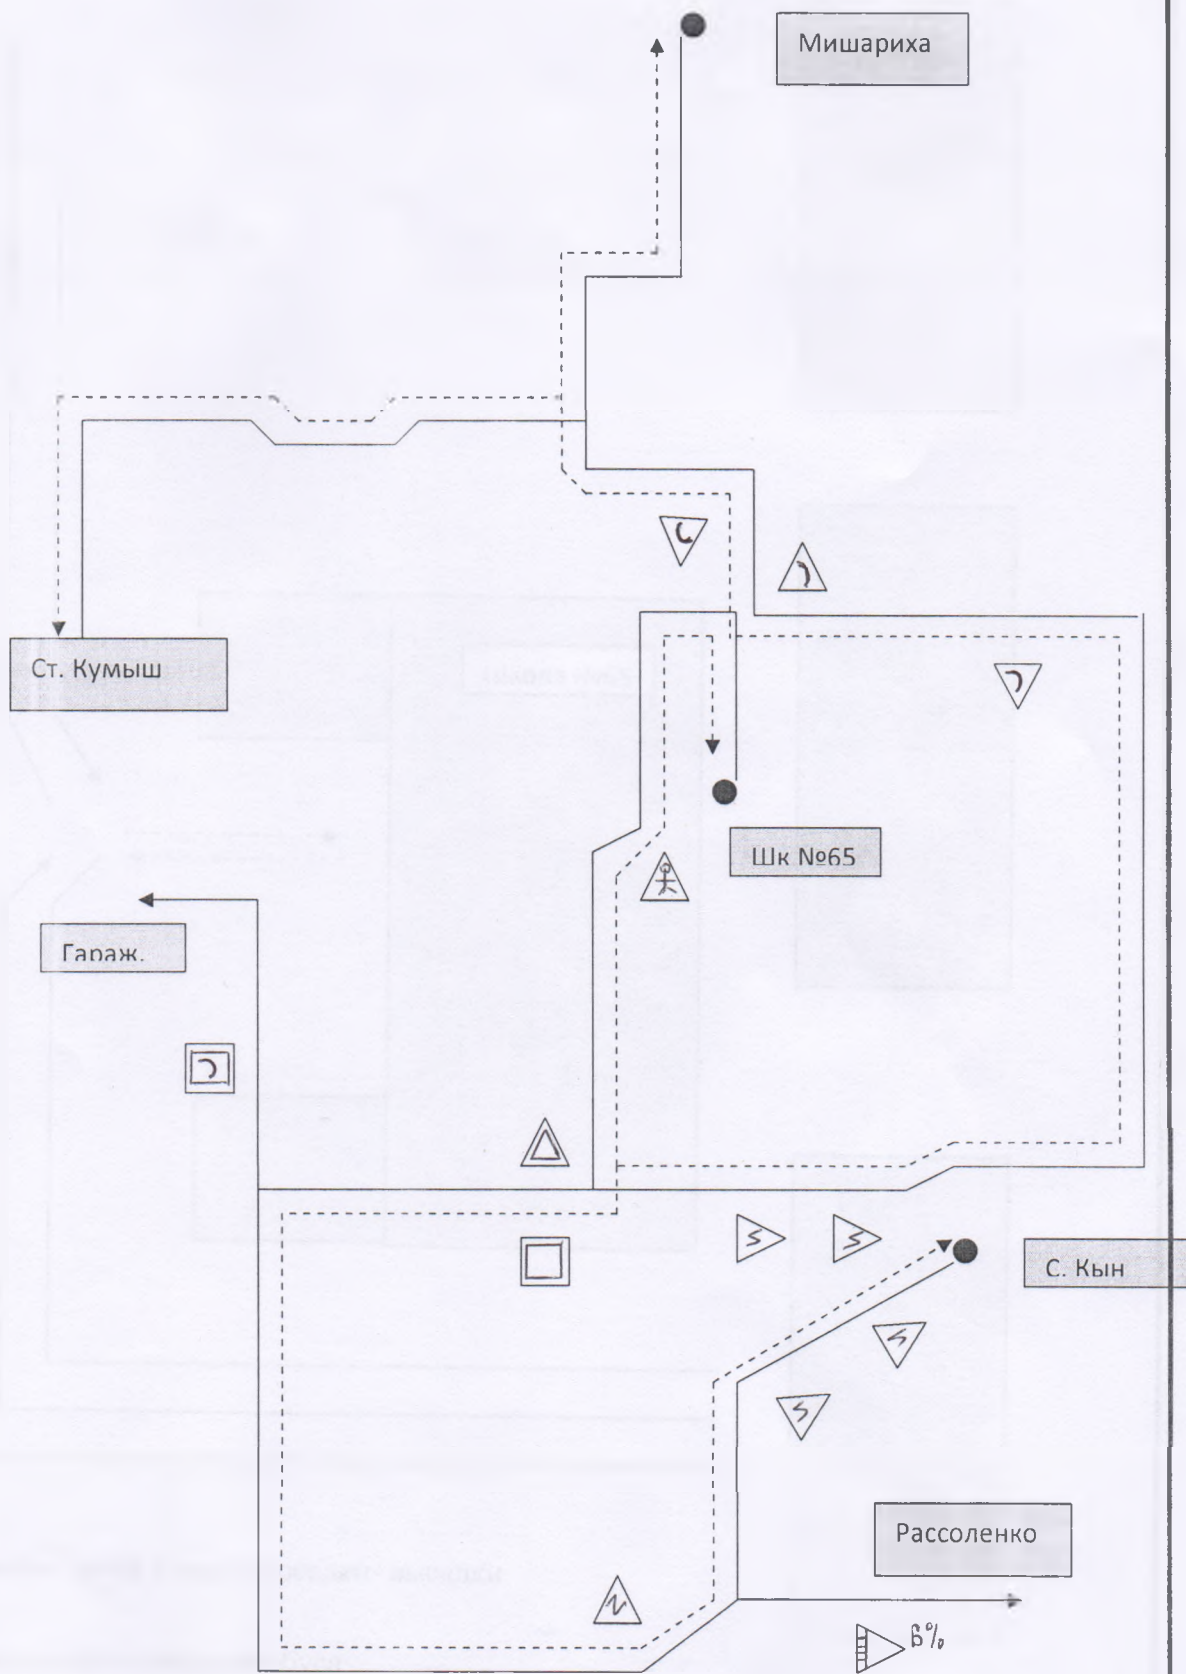 Мишариха
Ст. Кумыш
Шк №65
Гараж.
С. Кын
Рассоленко
6%